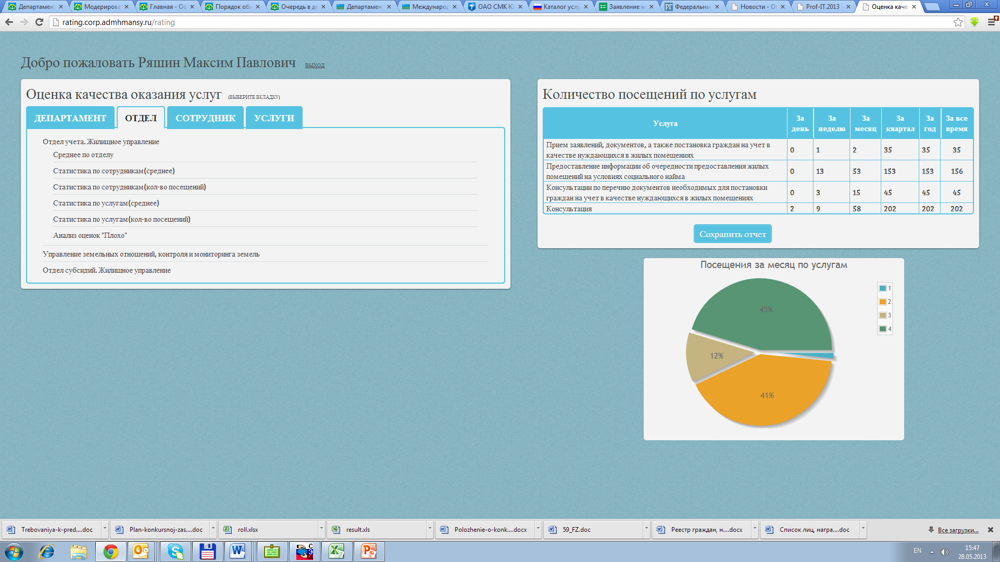 Департамен
Модерирова
Главная - Оф
Порядок обх
Очередь в де
Департамен
Международ
ОАО СМК Ю
Каталог услу
Заявление н
Федеральны
Новости - О
Prof-IT.2013
Оценка каче
rating.corp.admhmansy.ru/rating
Добро пожаловать Ряшин Максим Павлович выход
Оценка качества оказания услуг (ВЫБЕРИТЕ ВКЛАДКУ)
ДЕПАРТАМЕНТ ОТДЕЛ СОТРУДНИК УСЛУГИ
Отдел учета. Жилищное управление
Среднее по отделу
Статистика по сотрудникам(среднее)
Статистика по сотрудникам(кол-во посещений)
Статистика по услугам(среднее)
Статистика по услугам(кол-во посещений)
Анализ оценок "Плохо"
Управление земельных отношений, контроля и мониторинга земель
Отдел субсидий. Жилищное управление
Количество посещений по услугам
Услуга За день За неделю За месяц За квартал За год За все время
Прием заявлений, документов, а также постановка граждан на учет в
качестве нуждающихся в жилых помещениях
0 1 2 35 35 35
Предоставление информации об очередности предоставления жилых
помещений на условиях социального найма
0 13 53 153 153 156
Консультации по перечню документов необходимых для постановки
граждан на учет в качестве нуждающихся в жилых помещениях
0 3 15 45 45 45
Консультация 2 9 58 202 202 202
Сохранить отчет
Посещения за месяц по услугам
45%
12%
41%
1
2
3
4
Trebovaniya-k-pred....doc
Plan-konkursnoj-zas....doc
roll.xlsx
result.xls
Polozhenie-o-konk....docx
59_FZ.doc
Реестр граждан, н....docx
Список лиц, награ....doc
Все загрузки...
EN
15:47
28.05.2013